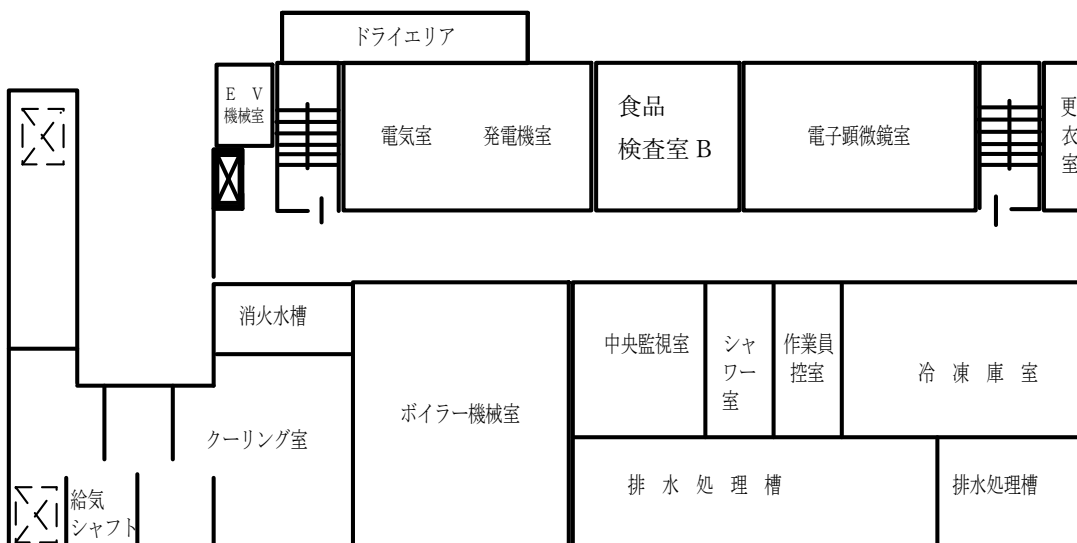 ドライエリア
Ｅ　Ｖ
機械室
電気室
発電機室
食品
検査室 B
電子顕微鏡室
更
衣
室
消火水槽
中央監視室
シャ
ワー
室
作業員
控室
冷　凍　庫　室
ボイラー機械室
クーリング室
排　水　処　理　槽
排水処理槽
給気
シャフト